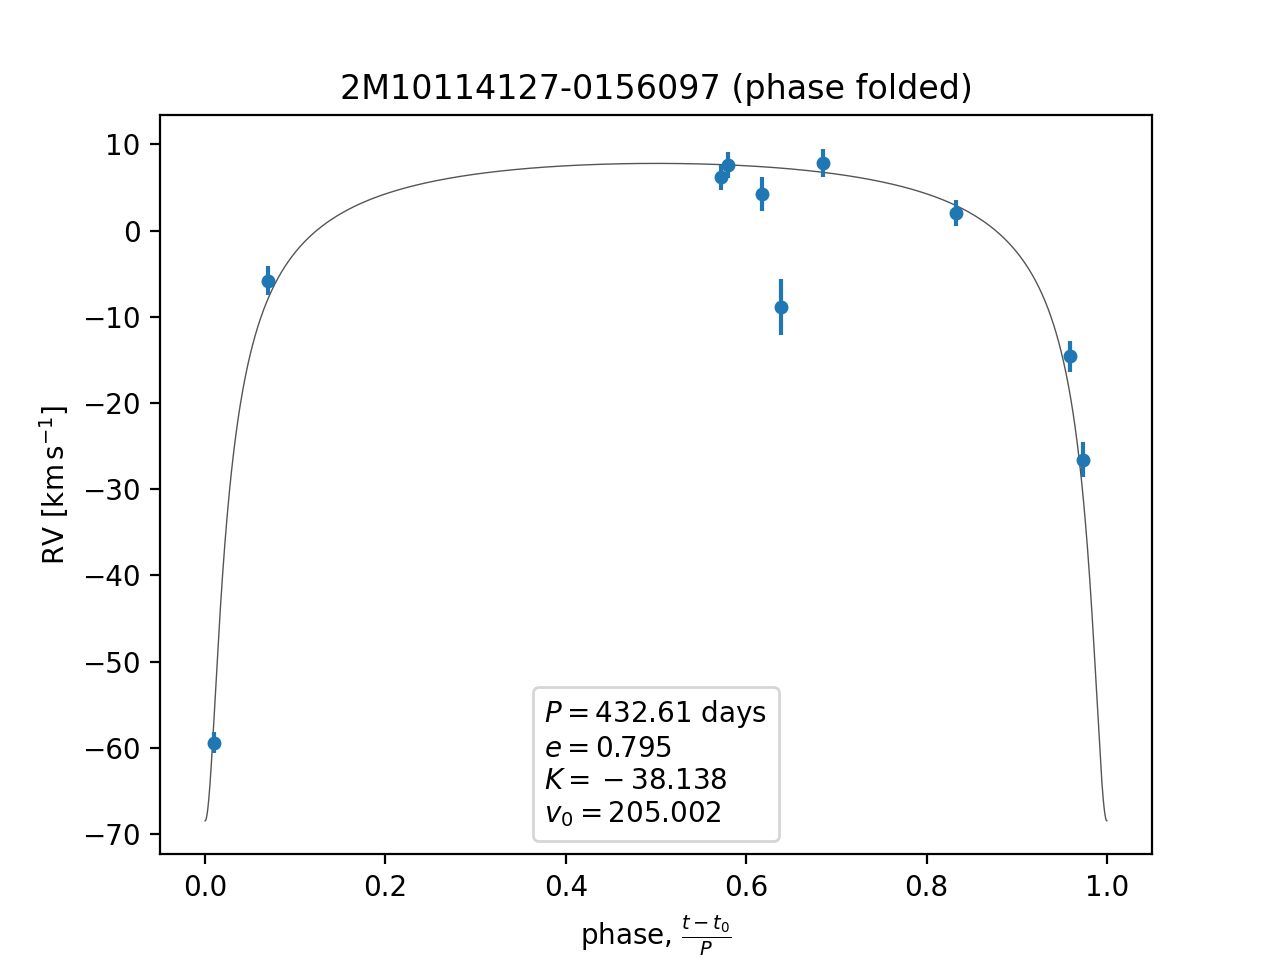 2M10114127-0156097 (phase folded)
10
0
−10
−20
−30
−40
−50
−60
−70
RV [km s⁻¹]
P = 432.61 days
e = 0.795
K = − 38.138
v₀ = 205.002
0.0 0.2 0.4 0.6 0.8 1.0
phase, (t − t₀)/P